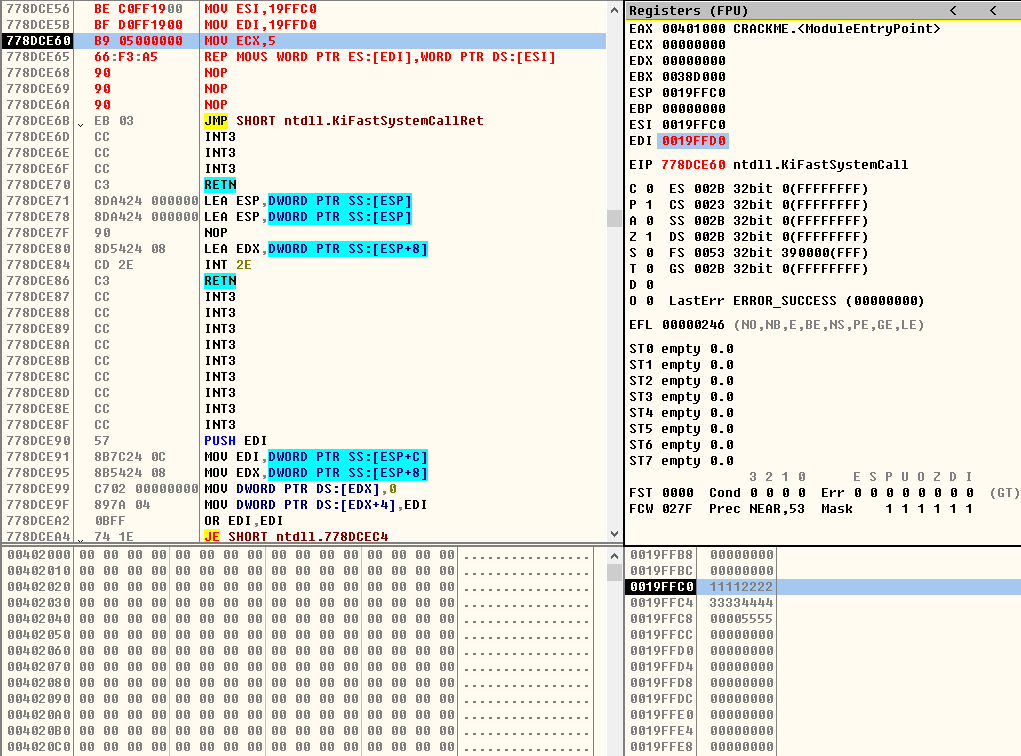 778DCE56 BE C0FF1900 MOV ESI,19FFC0
778DCE5B BF D0FF1900 MOV EDI,19FFD0
778DCE60 B9 05000000 MOV ECX,5
778DCE65 66:F3:A5 REP MOVS WORD PTR ES:[EDI],WORD PTR DS:[ESI]
778DCE68 90 NOP
778DCE69 90 NOP
778DCE6A 90 NOP
778DCE6B EB 03 JMP SHORT ntdll.KiFastSystemCallRet
778DCE6D CC INT3
778DCE6E CC INT3
778DCE6F CC INT3
778DCE70 C3 RETN
778DCE71 8DA424 000000 LEA ESP,DWORD PTR SS:[ESP]
778DCE78 8DA424 000000 LEA ESP,DWORD PTR SS:[ESP]
778DCE7F 90 NOP
778DCE80 8D5424 08 LEA EDX,DWORD PTR SS:[ESP+8]
778DCE84 CD 2E INT 2E
778DCE86 C3 RETN
778DCE87 CC INT3
778DCE88 CC INT3
778DCE89 CC INT3
778DCE8A CC INT3
778DCE8B CC INT3
778DCE8C CC INT3
778DCE8D CC INT3
778DCE8E CC INT3
778DCE8F CC INT3
778DCE90 57 PUSH EDI
778DCE91 8B7C24 0C MOV EDI,DWORD PTR SS:[ESP+C]
778DCE95 8B5424 08 MOV EDX,DWORD PTR SS:[ESP+8]
778DCE99 C702 00000000 MOV DWORD PTR DS:[EDX],0
778DCE9F 897A 04 MOV DWORD PTR DS:[EDX+4],EDI
778DCEA2 0BFF OR EDI,EDI
778DCEA4 74 1E JE SHORT ntdll.778DCEC4
Registers (FPU) < <
EAX 00401000 CRACKME.<ModuleEntryPoint>
ECX 00000000
EDX 00000000
EBX 0038D000
ESP 0019FFC0
EBP 00000000
ESI 0019FFC0
EDI 0019FFD0
EIP 778DCE60 ntdll.KiFastSystemCall
C 0 ES 002B 32bit 0(FFFFFFFF)
P 1 CS 0023 32bit 0(FFFFFFFF)
A 0 SS 002B 32bit 0(FFFFFFFF)
Z 1 DS 002B 32bit 0(FFFFFFFF)
S 0 FS 0053 32bit 390000(FFF)
T 0 GS 002B 32bit 0(FFFFFFFF)
D 0
O 0 LastErr ERROR_SUCCESS (00000000)
EFL 00000246 (NO,NB,E,BE,NS,PE,GE,LE)
ST0 empty 0.0
ST1 empty 0.0
ST2 empty 0.0
ST3 empty 0.0
ST4 empty 0.0
ST5 empty 0.0
ST6 empty 0.0
ST7 empty 0.0
3 2 1 0 E S P U O Z D I
FST 0000 Cond 0 0 0 0 Err 0 0 0 0 0 0 0 0 (GT)
FCW 027F Prec NEAR,53 Mask 1 1 1 1 1 1
00402000 00 00 00 00 00 00 00 00 00 00 00 00 00 00 00 00 ................
00402010 00 00 00 00 00 00 00 00 00 00 00 00 00 00 00 00 ................
00402020 00 00 00 00 00 00 00 00 00 00 00 00 00 00 00 00 ................
00402030 00 00 00 00 00 00 00 00 00 00 00 00 00 00 00 00 ................
00402040 00 00 00 00 00 00 00 00 00 00 00 00 00 00 00 00 ................
00402050 00 00 00 00 00 00 00 00 00 00 00 00 00 00 00 00 ................
00402060 00 00 00 00 00 00 00 00 00 00 00 00 00 00 00 00 ................
00402070 00 00 00 00 00 00 00 00 00 00 00 00 00 00 00 00 ................
00402080 00 00 00 00 00 00 00 00 00 00 00 00 00 00 00 00 ................
00402090 00 00 00 00 00 00 00 00 00 00 00 00 00 00 00 00 ................
004020A0 00 00 00 00 00 00 00 00 00 00 00 00 00 00 00 00 ................
004020B0 00 00 00 00 00 00 00 00 00 00 00 00 00 00 00 00 ................
004020C0 00 00 00 00 00 00 00 00 00 00 00 00 00 00 00 00 ................
0019FFB8 00000000
0019FFBC 00000000
0019FFC0 11112222
0019FFC4 33334444
0019FFC8 00005555
0019FFCC 00000000
0019FFD0 00000000
0019FFD4 00000000
0019FFD8 00000000
0019FFDC 00000000
0019FFE0 00000000
0019FFE4 00000000
0019FFE8 00000000